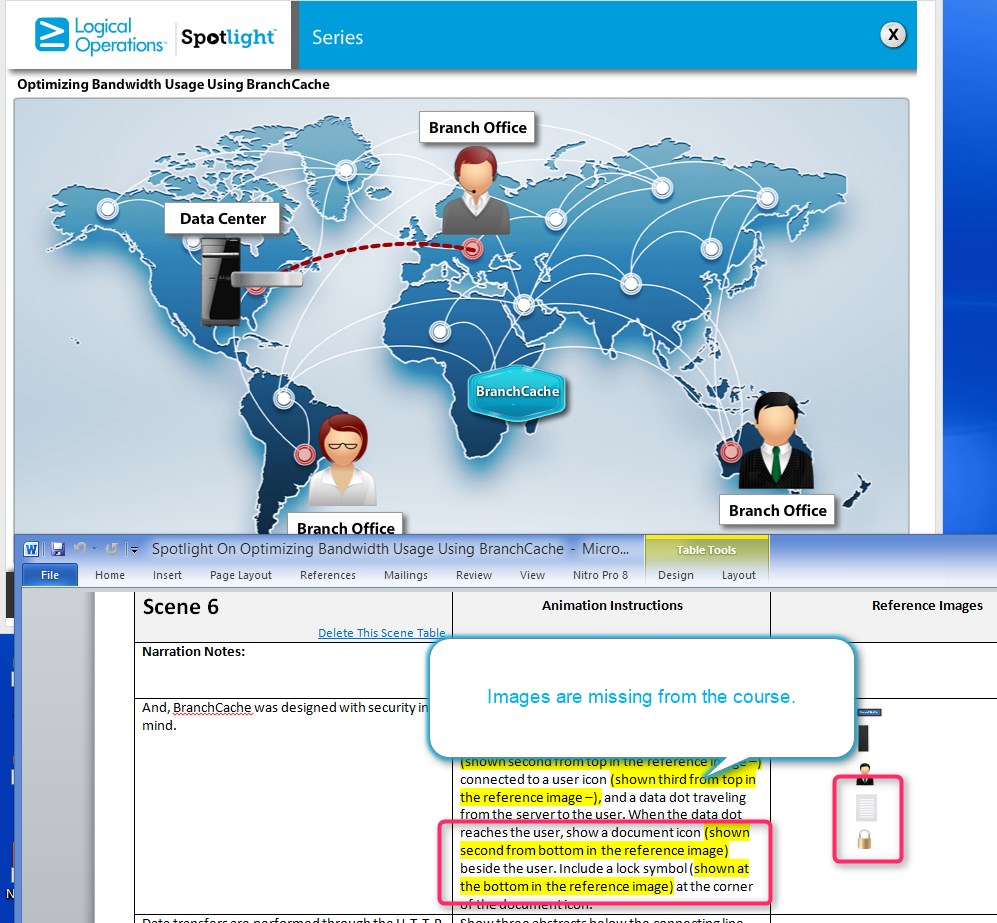 Logical
Operations
Spotlight
Series
X
Optimizing Bandwidth Usage Using BranchCache
Branch Office
Data Center
BranchCache
Branch Office
Branch Office
W
Spotlight On Optimizing Bandwidth Usage Using BranchCache - Micro...
Table Tools
File Home Insert Page Layout References Mailings Review View Nitro Pro 8 Design Layout
Scene 6
Animation Instructions
Reference Images
Delete This Scene Table
Narration Notes:
Images are missing from the course.
And, BranchCache was designed with security in
mind.
(shown second from top in the reference image –)
connected to a user icon (shown third from top in
the reference image –), and a data dot traveling
from the server to the user. When the data dot
reaches the user, show a document icon (shown
second from bottom in the reference image)
beside the user. Include a lock symbol (shown at
the bottom in the reference image) at the corner
of the document icon.
Data transfers are performed through the H-T-T-P
Show three abstracts below the connecting line
N